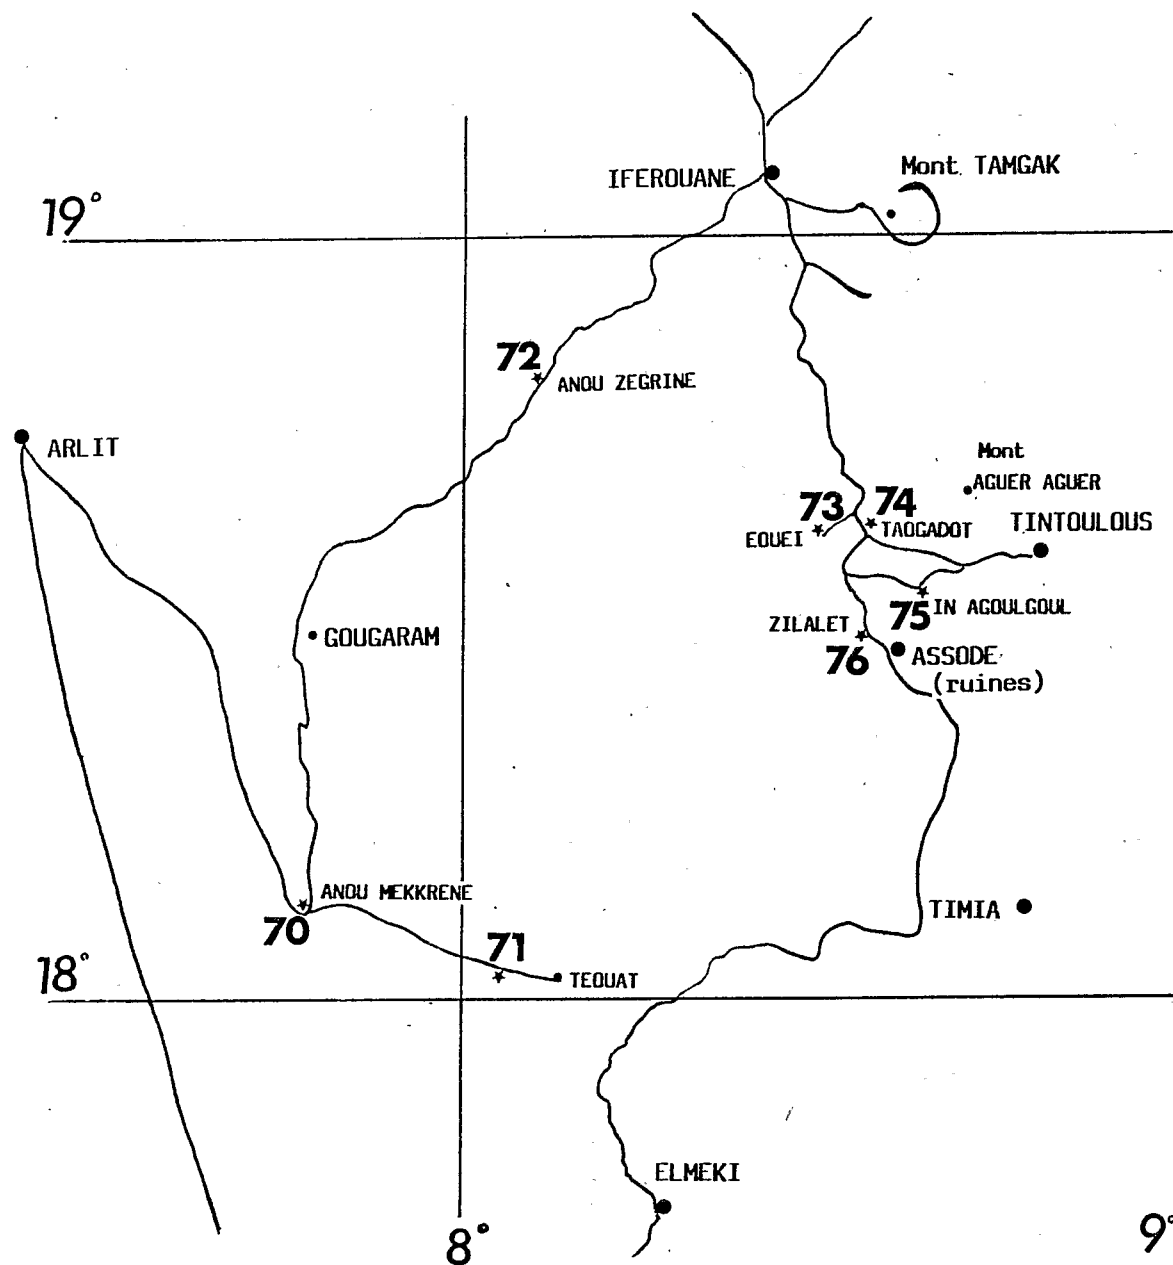 IFEROUANE
Mont. TAMGAK
19°
72
ANOU ZEGRINE
ARLIT
Mont
AGUER AGUER
73
74
TINTOULOUS
EOUEI
TAOGADOT
75
IN AGOULGOUL
ZILALET
GOUGARAM
76
ASSODE
(ruines)
ANOU MEKKRENE
70
TIMIA
71
18°
TEOUAT
ELMEKI
8°
9°